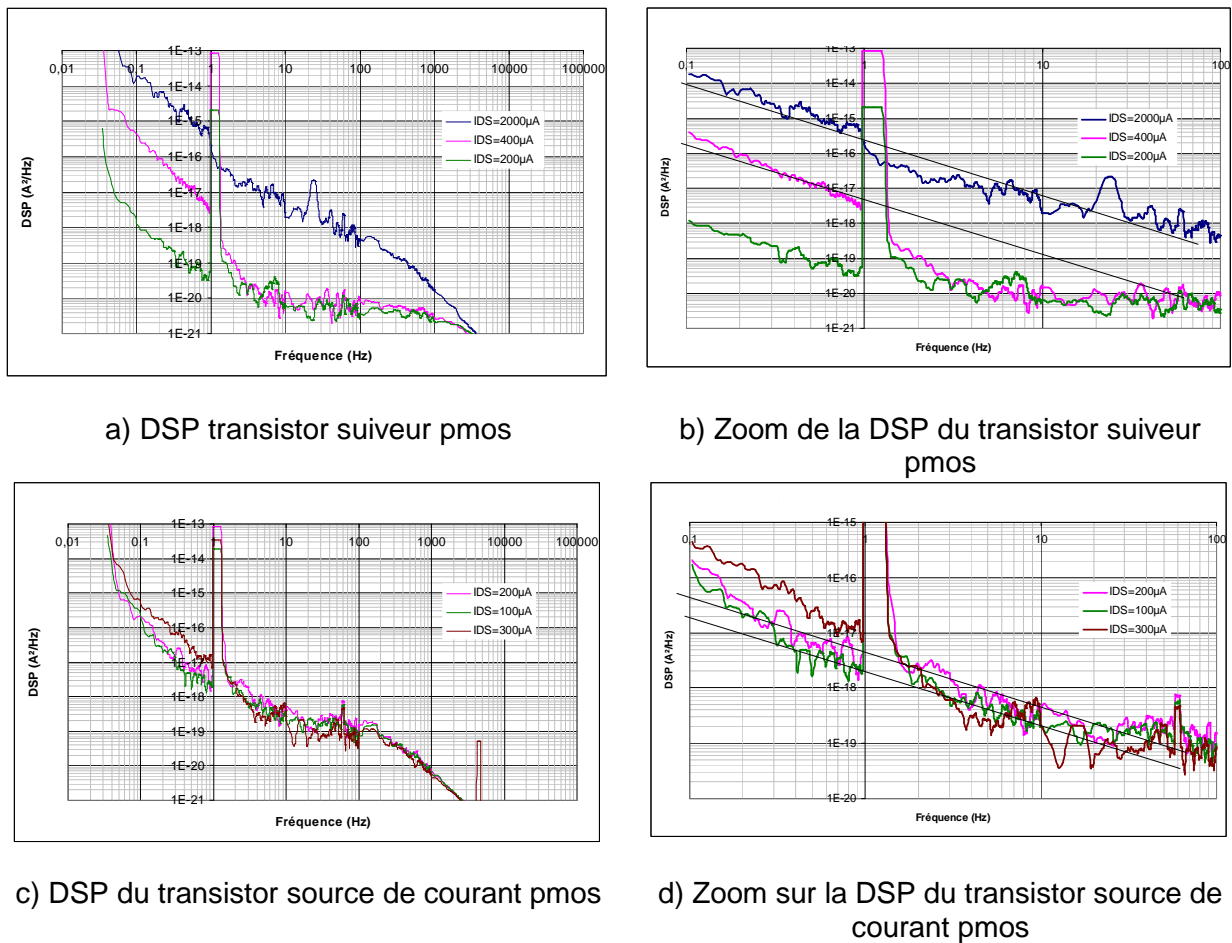 1E-13
1E-14
1E-15
1E-16
1E-17
1E-18
1E-19
1E-20
1E-21
0,01 0,1 1 10 100 1000 10000 100000
DSP (A²/Hz)
IDS=2000µA
IDS=400µA
IDS=200µA
Fréquence (Hz)
a) DSP transistor suiveur pmos
1E-13
1E-14
1E-15
1E-16
1E-17
1E-18
1E-19
1E-20
1E-21
0,1 1 10 100
DSP (A²/Hz)
IDS=2000µA
IDS=400µA
IDS=200µA
Fréquence (Hz)
b) Zoom de la DSP du transistor suiveur
pmos
1E-13
1E-14
1E-15
1E-16
1E-17
1E-18
1E-19
1E-20
1E-21
0,01 0,1 1 10 100 1000 10000 100000
DSP (A²/Hz)
IDS=200µA
IDS=100µA
IDS=300µA
Fréquence (Hz)
c) DSP du transistor source de courant pmos
1E-15
1E-16
1E-17
1E-18
1E-19
1E-20
0,1 1 10 100
DSP (A²/Hz)
IDS=200µA
IDS=100µA
IDS=300µA
Fréquence (Hz)
d) Zoom sur la DSP du transistor source de
courant pmos